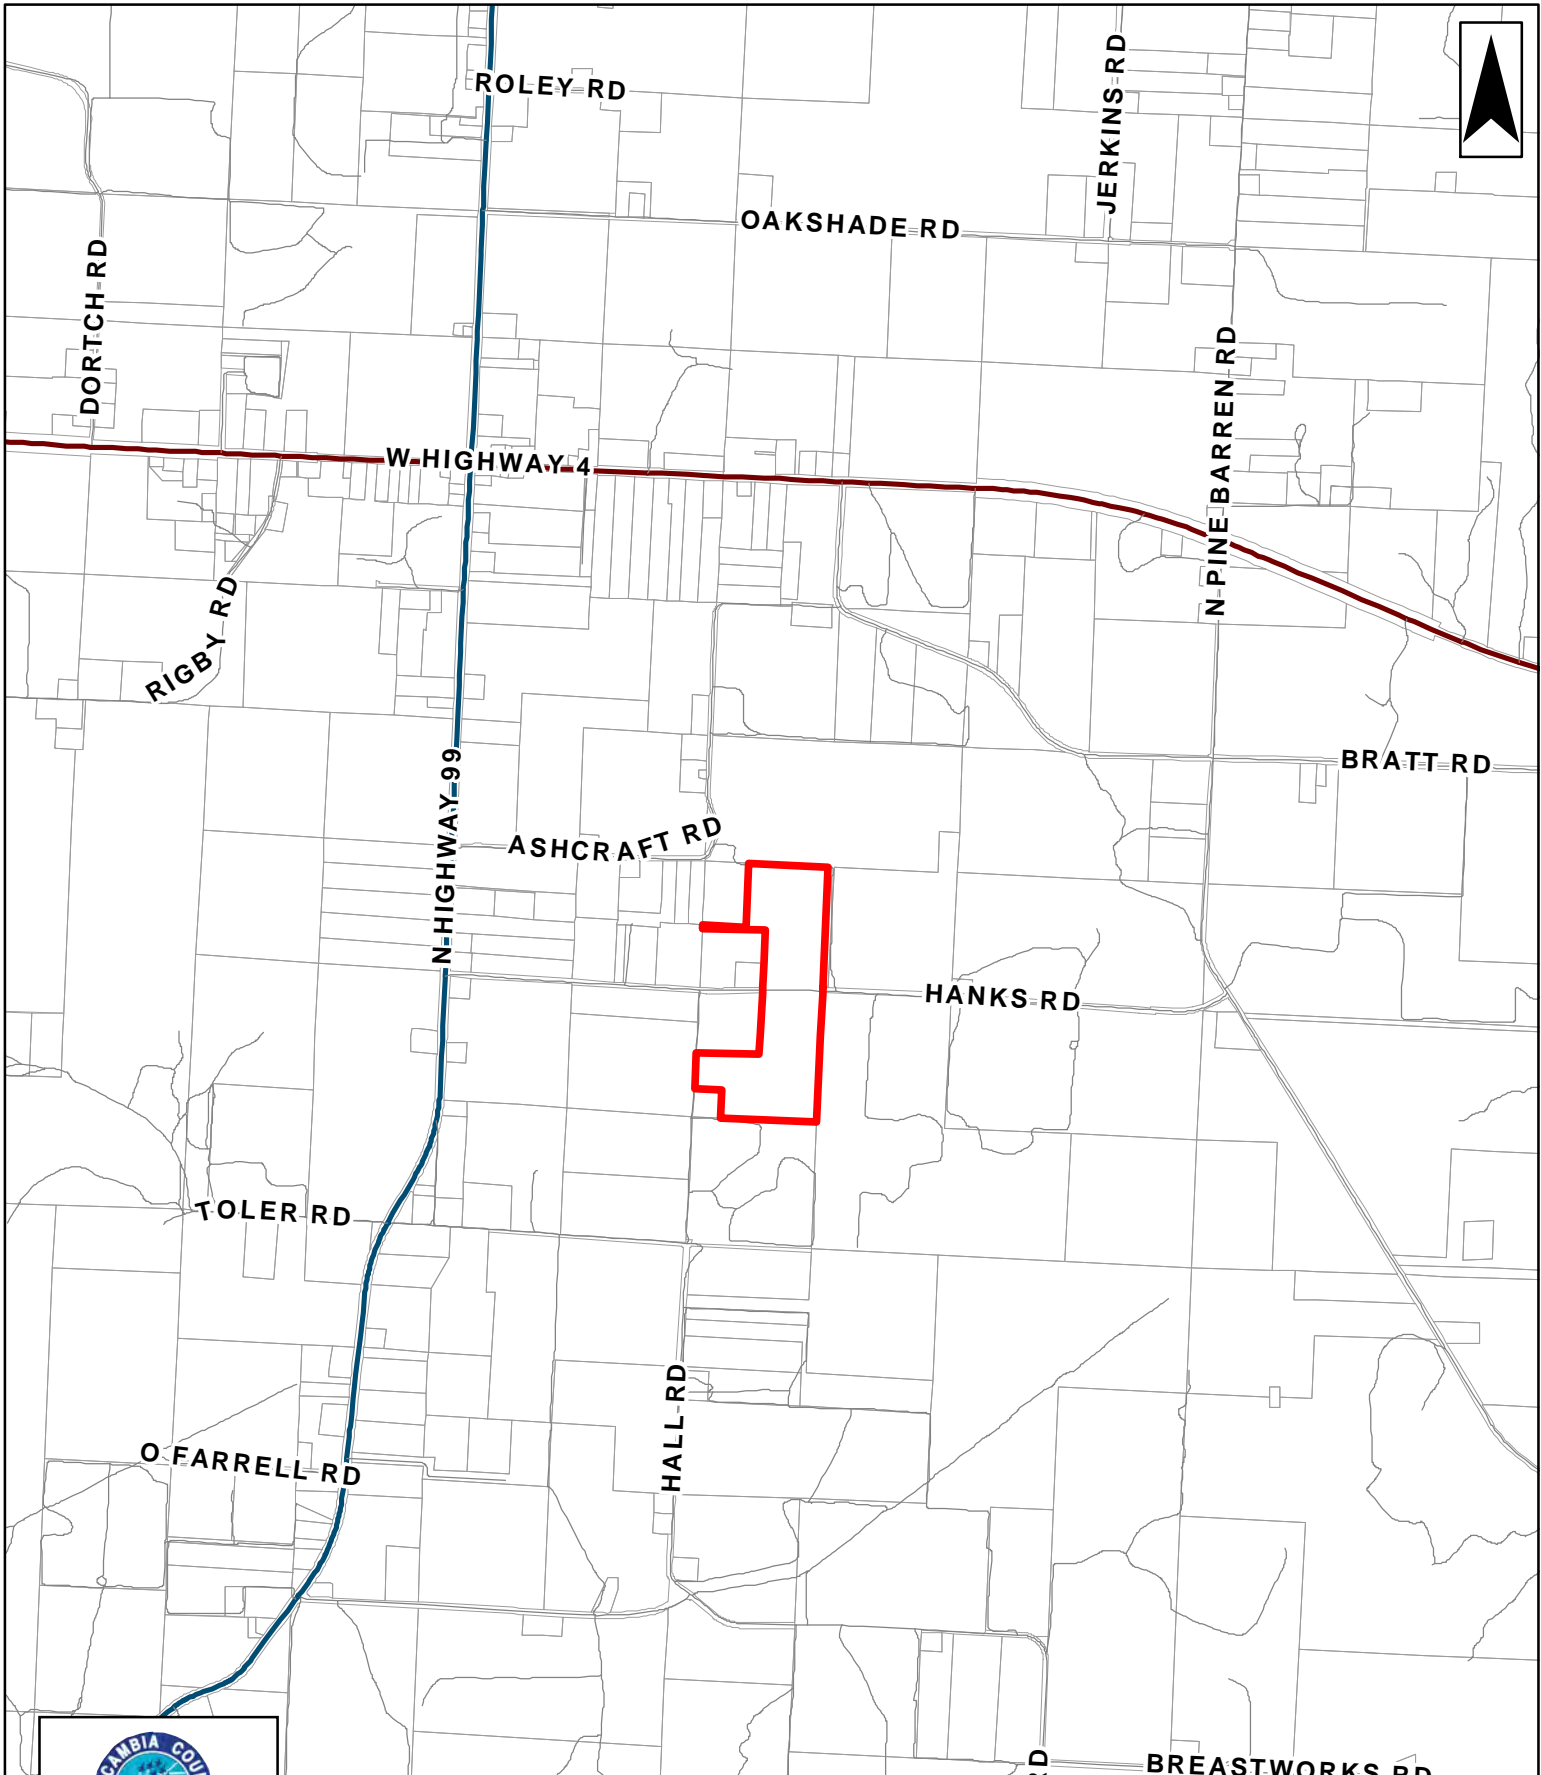 ROLEY RD
JERKINS RD
OAKSHADE RD
DORTCH RD
N PINE BARREN RD
W HIGHWAY 4
RIGBY RD
N HIGHWAY 99
BRATT RD
ASHCRAFT RD
HANKS RD
TOLER RD
HALL RD
O FARRELL RD
RD
BREASTWORKS RD